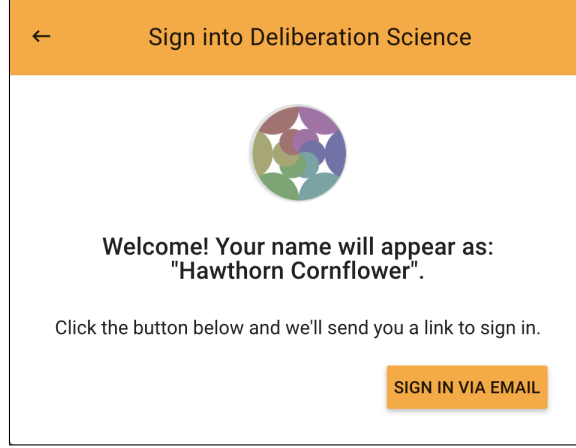 Sign into Deliberation Science
Welcome! Your name will appear as:
"Hawthorn Cornflower".
Click the button below and we'll send you a link to sign in.
SIGN IN VIA EMAIL